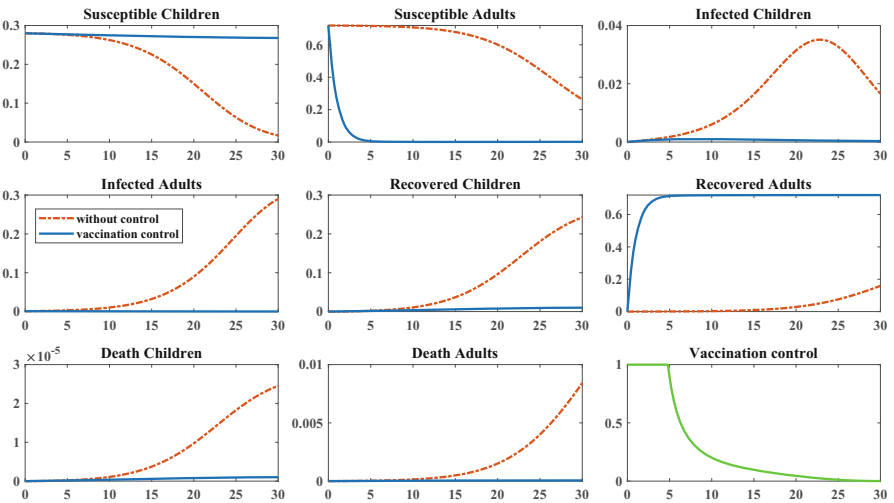 Susceptible Children
0.3
0.2
0.1
0
0 5 10 15 20 25 30
Susceptible Adults
0.6
0.4
0.2
0
0 5 10 15 20 25 30
Infected Children
0.04
0.02
0
0 5 10 15 20 25 30
Infected Adults
0.3
0.2
0.1
0
0 5 10 15 20 25 30
without control
vaccination control
Recovered Children
0.3
0.2
0.1
0
0 5 10 15 20 25 30
Recovered Adults
0.6
0.4
0.2
0
0 5 10 15 20 25 30
Death Children
×10⁻⁵
3
2
1
0
0 5 10 15 20 25 30
Death Adults
0.01
0.005
0
0 5 10 15 20 25 30
Vaccination control
1
0.5
0
0 5 10 15 20 25 30